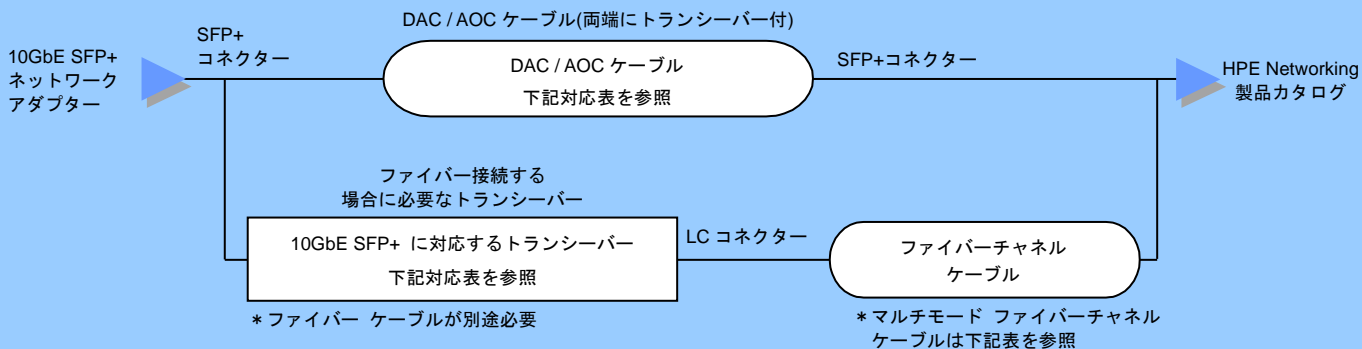 DAC / AOC ケーブル(両端にトランシーバー付)
10GbE SFP+
ネットワーク
アダプター
SFP+
コネクター
DAC / AOC ケーブル
下記対応表を参照
SFP+コネクター
HPE Networking
製品カタログ
ファイバー接続する
場合に必要なトランシーバー
10GbE SFP+ に対応するトランシーバー
下記対応表を参照
LC コネクター
ファイバーチャネル
ケーブル
*ファイバー ケーブルが別途必要
*マルチモード ファイバーチャネル
ケーブルは下記表を参照